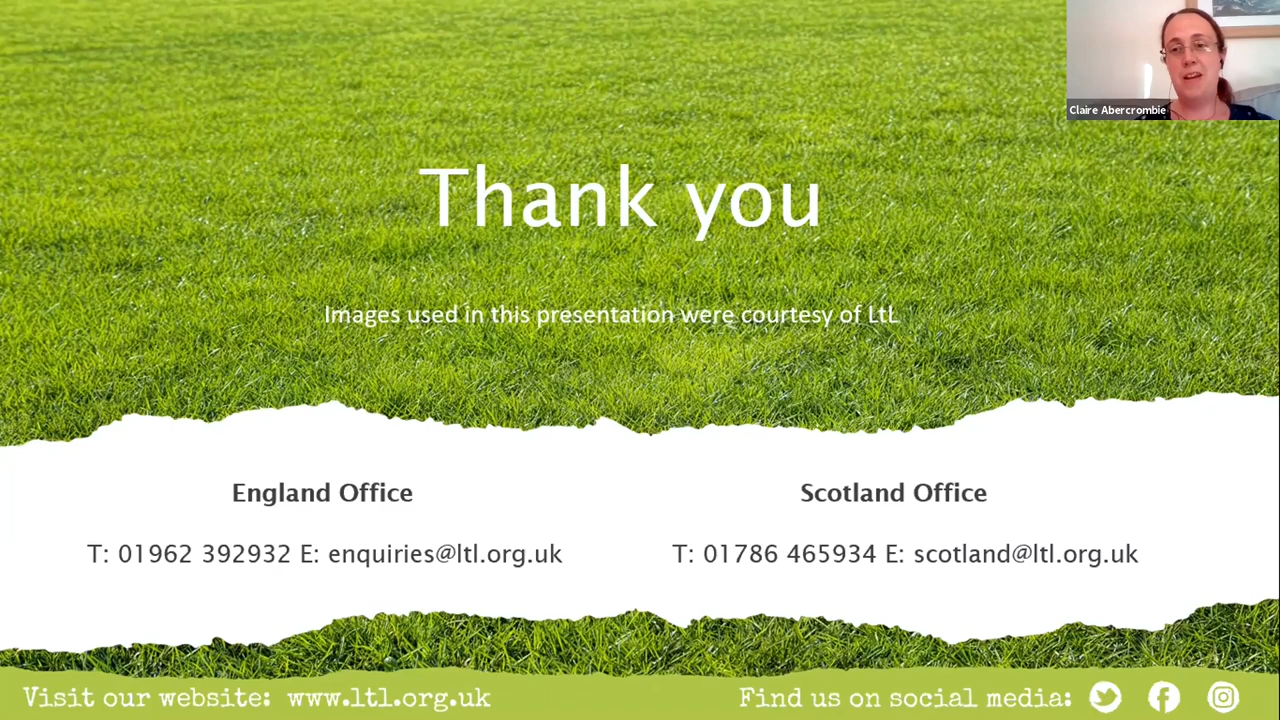 Claire Abercrombie
Thank you
Images used in this presentation were courtesy of LtL
England Office
T: 01962 392932 E: enquiries@ltl.org.uk
Scotland Office
T: 01786 465934 E: scotland@ltl.org.uk
Visit our website: www.ltl.org.uk
Find us on social media: